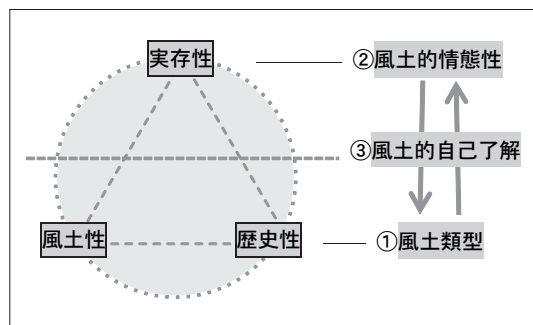 実存性
②風土的情態性
③風土的自己了解
風土性
歴史性
①風土類型